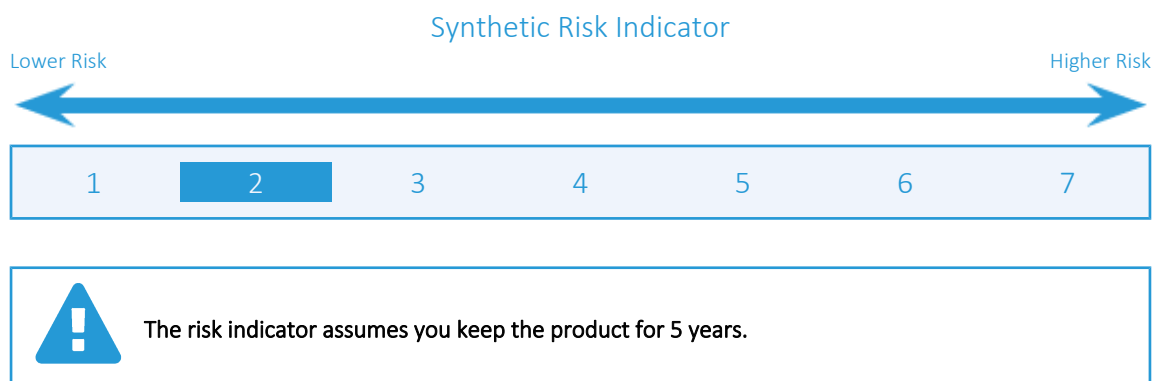 Synthetic Risk Indicator
Lower Risk Higher Risk
1 2 3 4 5 6 7
The risk indicator assumes you keep the product for 5 years.